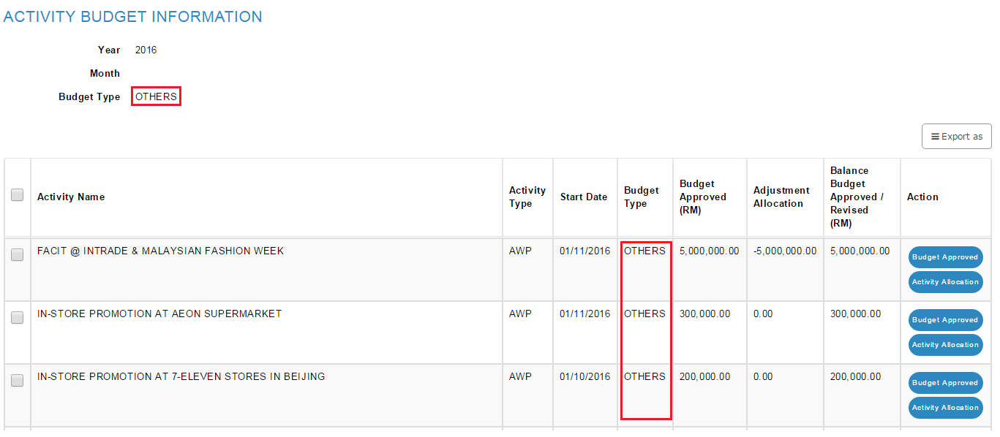 ACTIVITY BUDGET INFORMATION
Year 2016
Month
Budget Type OTHERS
Export as
Activity Name Activity Type Start Date Budget Type Budget Approved (RM) Adjustment Allocation Balance Budget Approved / Revised (RM) Action
FACIT @ INTRADE & MALAYSIAN FASHION WEEK AWP 01/11/2016 OTHERS 5,000,000.00 -5,000,000.00 5,000,000.00 Budget Approved
Activity Allocation
IN-STORE PROMOTION AT AEON SUPERMARKET AWP 01/11/2016 OTHERS 300,000.00 0.00 300,000.00 Budget Approved
Activity Allocation
IN-STORE PROMOTION AT 7-ELEVEN STORES IN BEIJING AWP 01/10/2016 OTHERS 200,000.00 0.00 200,000.00 Budget Approved
Activity Allocation